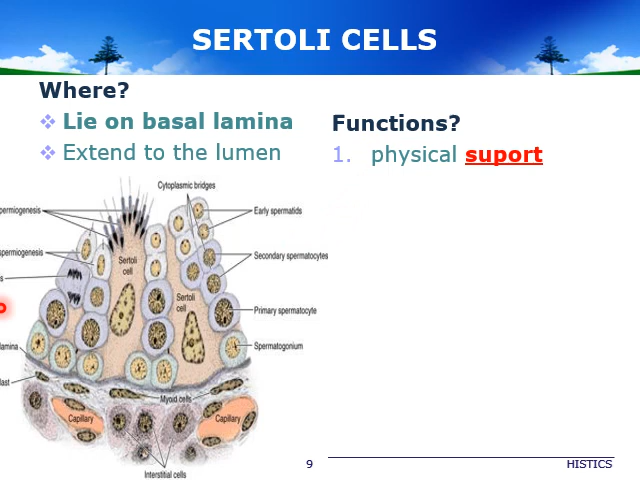 SERTOLI CELLS
Where?
Lie on basal lamina
Extend to the lumen
Functions?
1. physical suport
Cytoplasmic bridges
permiogenesis
Early spermatids
permiogenesis
Sertoli
cell
Secondary spermatocytes
s
Sertoli
cell
Primary spermatocyte
lamina
Spermatogonium
last
Myoid cells
Capillary
Capillary
Interstitial cells
9
HISTICS